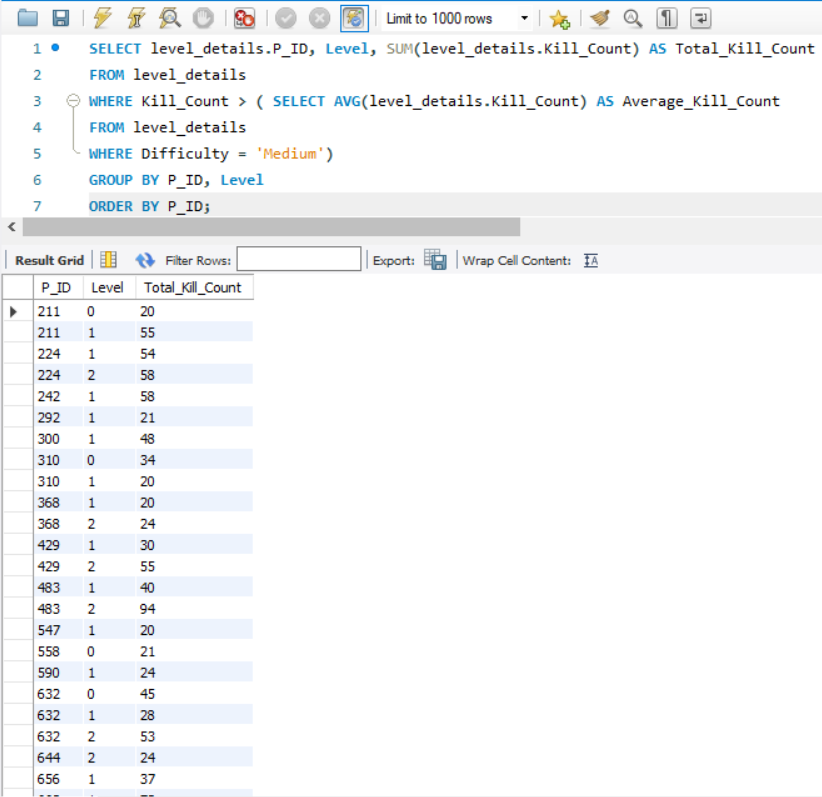 Limit to 1000 rows
1 SELECT level_details.P_ID, Level, SUM(level_details.Kill_Count) AS Total_Kill_Count
2 FROM level_details
3 WHERE Kill_Count > ( SELECT AVG(level_details.Kill_Count) AS Average_Kill_Count
4 FROM level_details
5 WHERE Difficulty = 'Medium')
6 GROUP BY P_ID, Level
7 ORDER BY P_ID;
Result Grid Filter Rows: Export: Wrap Cell Content: IA
P_ID Level Total_Kill_Count
211 0 20
211 1 55
224 1 54
224 2 58
242 1 58
292 1 21
300 1 48
310 0 34
310 1 20
368 1 20
368 2 24
429 1 30
429 2 55
483 1 40
483 2 94
547 1 20
558 0 21
590 1 24
632 0 45
632 1 28
632 2 53
644 2 24
656 1 37